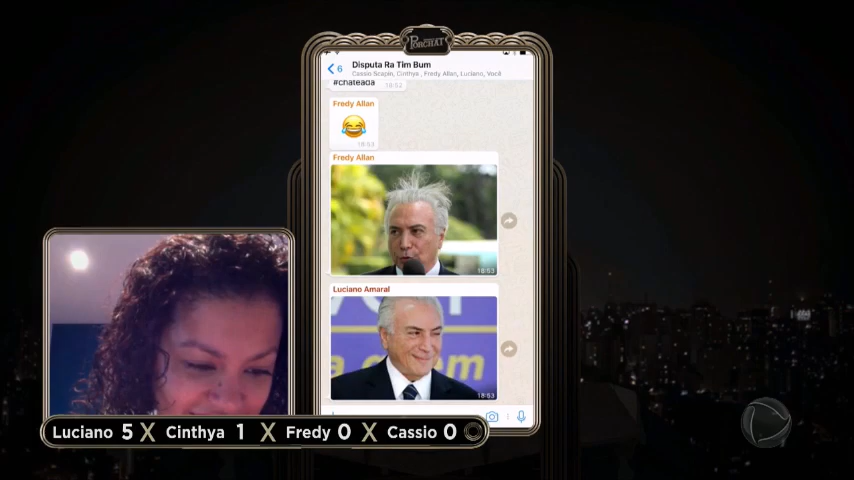 PORCHAT
6
Disputa Ra Tim Bum
Cassio Scapin, Cinthya , Fredy Allan, Luciano, Você
#chateada
18:52
Fredy Allan
18:53
Fredy Allan
18:53
Luciano Amaral
18:53
Luciano 5 X Cinthya 1 X Fredy 0 X Cassio 0